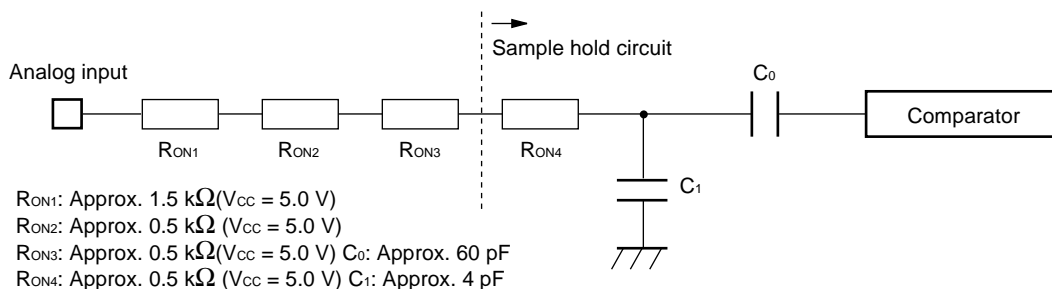 Sample hold circuit
Analog input
C0
Comparator
RON1 RON2 RON3 RON4
C1
RON1: Approx. 1.5 kΩ(VCC = 5.0 V)
RON2: Approx. 0.5 kΩ (VCC = 5.0 V)
RON3: Approx. 0.5 kΩ(VCC = 5.0 V) C0: Approx. 60 pF
RON4: Approx. 0.5 kΩ (VCC = 5.0 V) C1: Approx. 4 pF